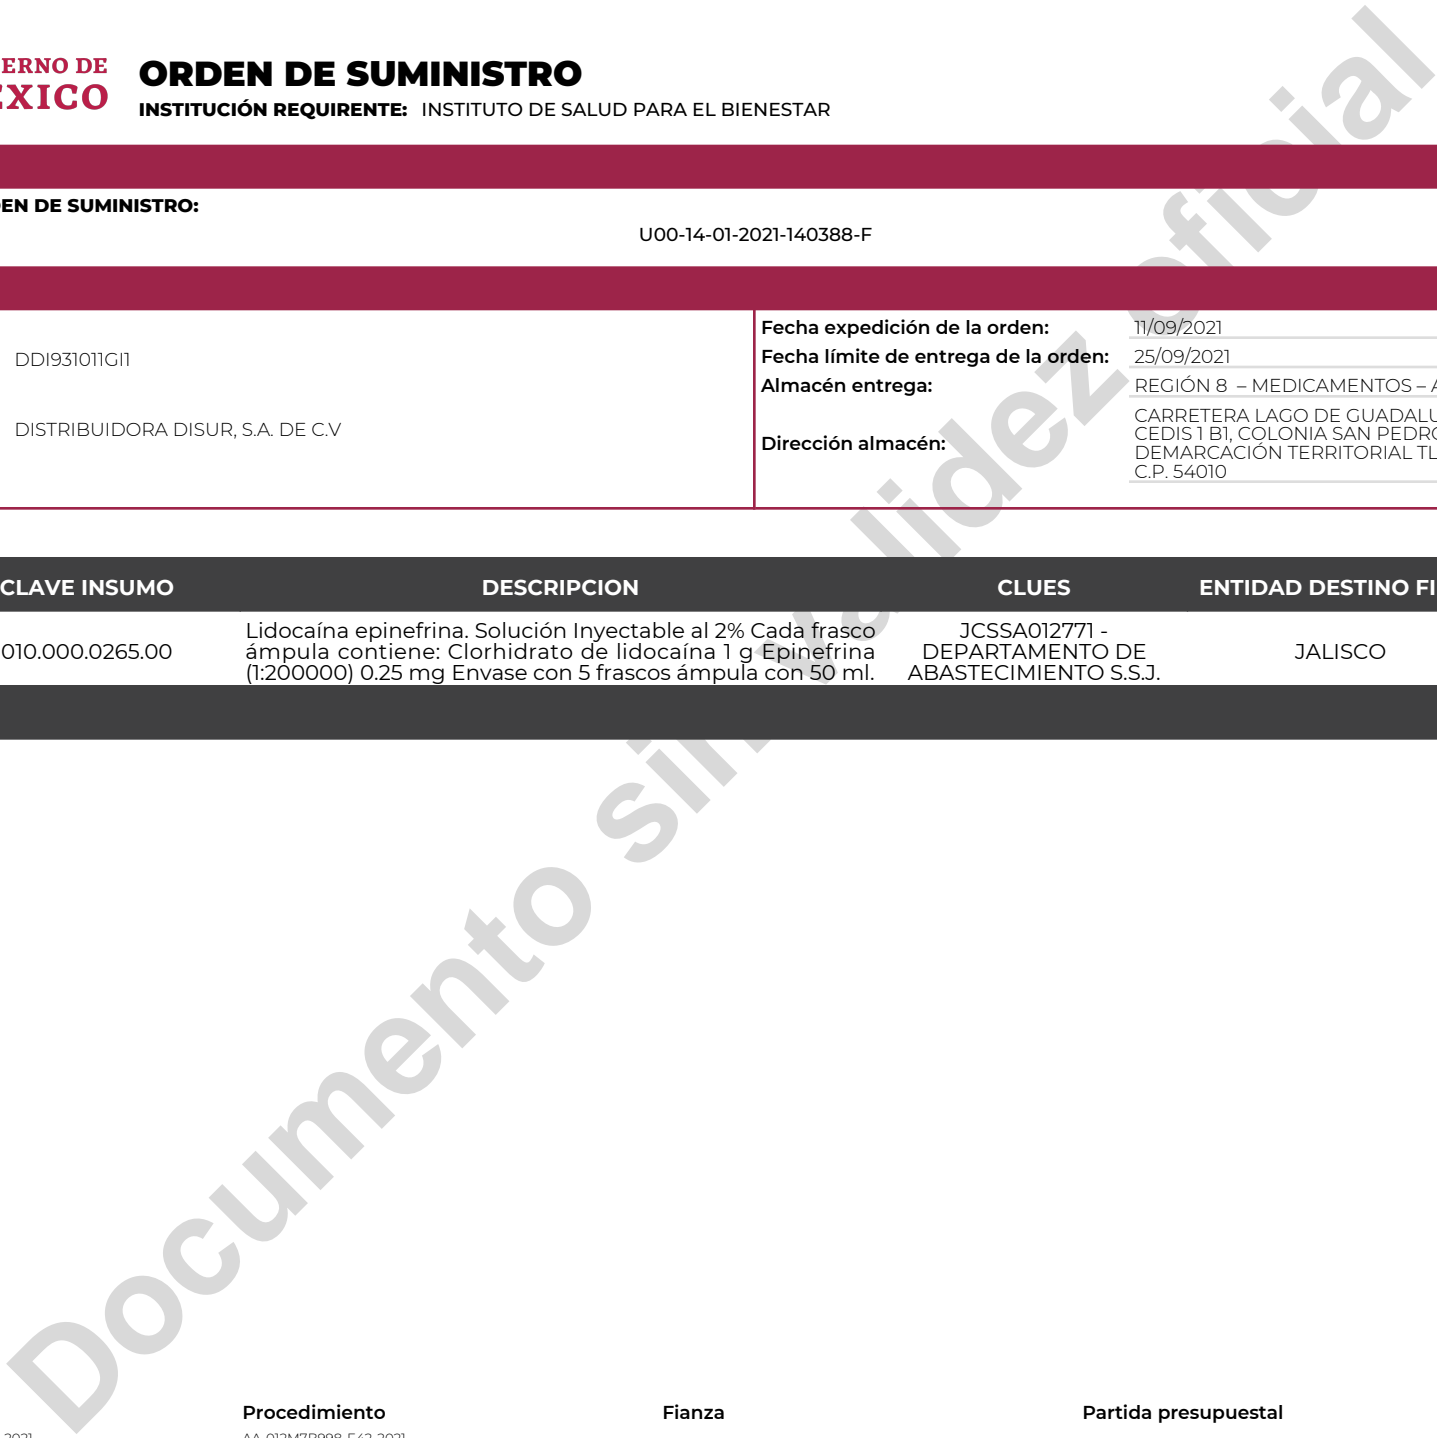 ERNO DE
ORDEN DE SUMINISTRO
XICO
INSTITUCIÓN REQUIRENTE: INSTITUTO DE SALUD PARA EL BIENESTAR
EN DE SUMINISTRO:
U00-14-01-2021-140388-F
DDI931011GI1
DISTRIBUIDORA DISUR, S.A. DE C.V
Fecha expedición de la orden: 11/09/2021
Fecha límite de entrega de la orden: 25/09/2021
Almacén entrega: REGIÓN 8 – MEDICAMENTOS – A
Dirección almacén:
CARRETERA LAGO DE GUADALU
CEDIS 1 B1, COLONIA SAN PEDRO
DEMARCACIÓN TERRITORIAL TL
C.P. 54010
CLAVE INSUMO DESCRIPCION CLUES ENTIDAD DESTINO FI
010.000.0265.00
Lidocaína epinefrina. Solución Inyectable al 2% Cada frasco
ámpula contiene: Clorhidrato de lidocaína 1 g Epinefrina
(1:200000) 0.25 mg Envase con 5 frascos ámpula con 50 ml.
JCSSA012771 -
DEPARTAMENTO DE
ABASTECIMIENTO S.S.J.
JALISCO
Documento sin validez oficial
Procedimiento Fianza Partida presupuestal